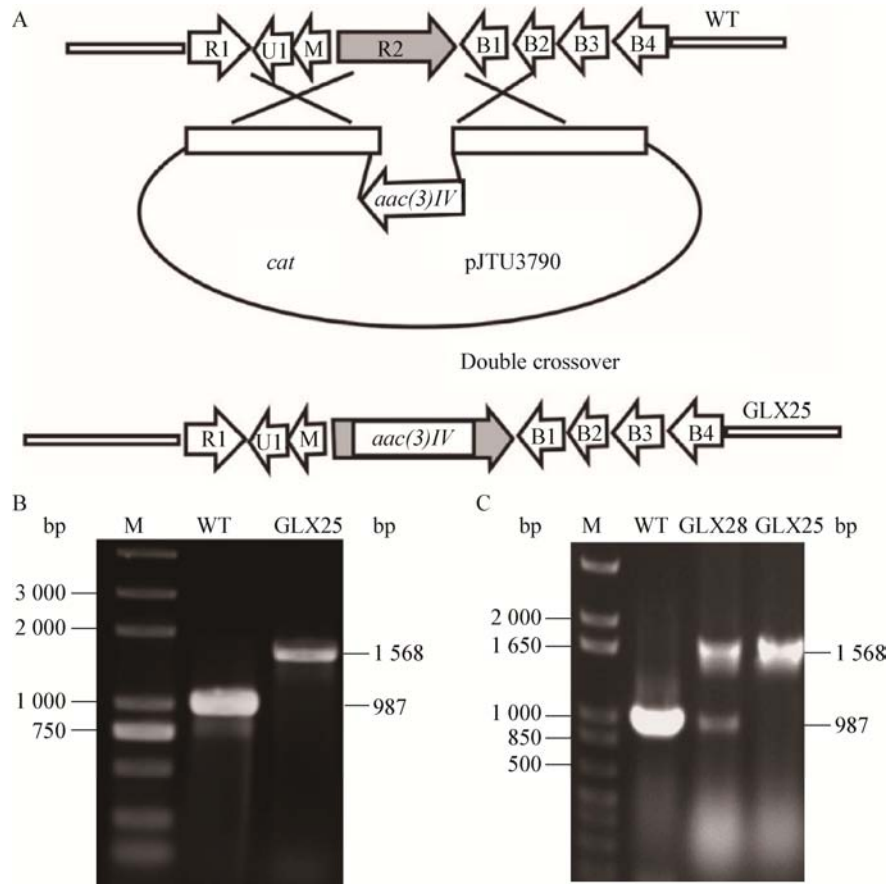 A
R1 U1 M R2 B1 B2 B3 B4 WT
aac(3)IV
cat pJTU3790
Double crossover
R1 U1 M aac(3)IV B1 B2 B3 B4 GLX25
B
bp M WT GLX25 bp
3 000
2 000
1 568
1 000
987
750
C
bp M WT GLX28 GLX25 bp
2 000
1 650
1 568
1 000
987
850
500